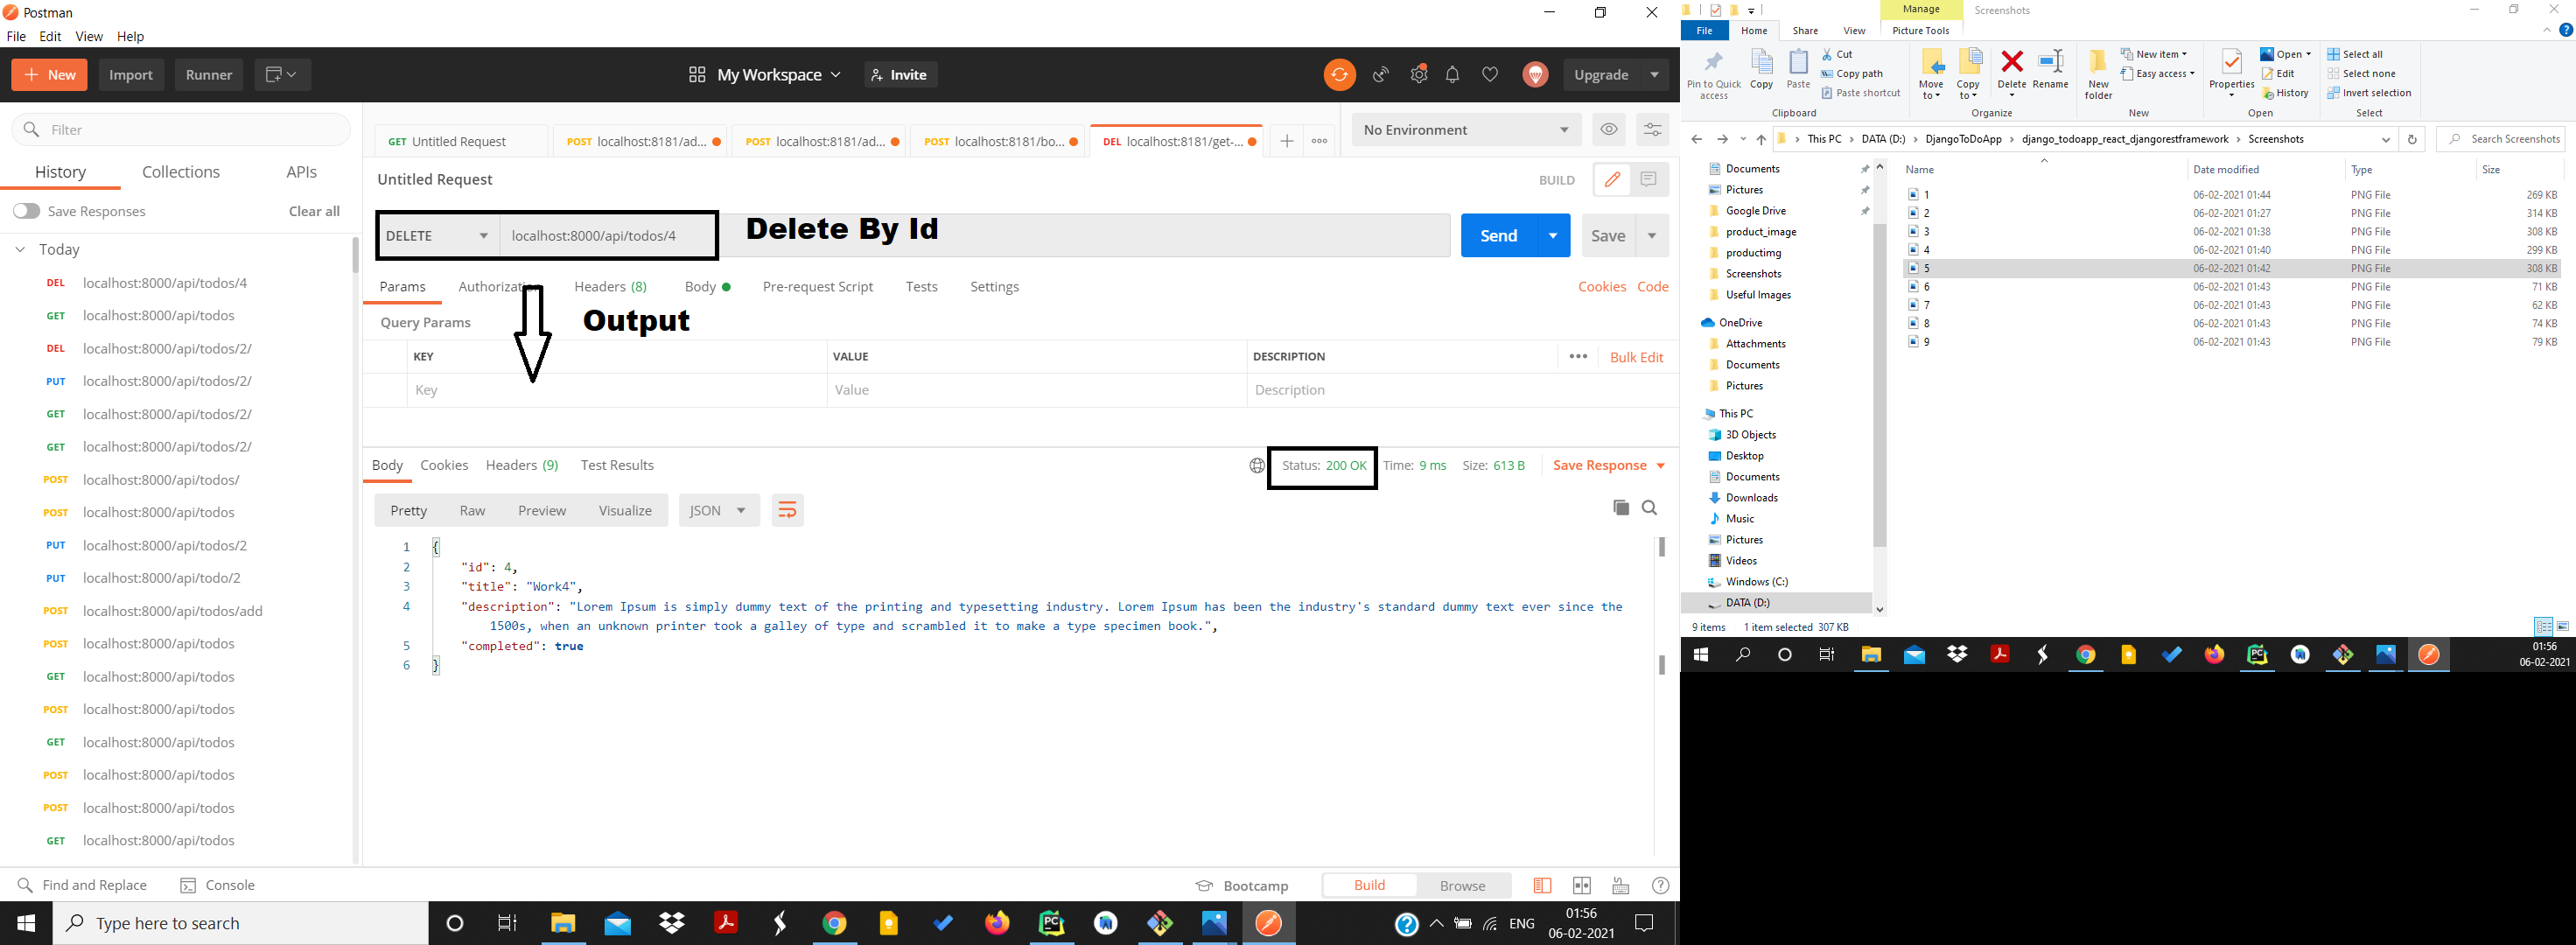 Postman
File Edit View Help
New Import Runner My Workspace Invite Upgrade
Filter
History Collections APIs
Save Responses Clear all
Today
DEL localhost:8000/api/todos/4
GET localhost:8000/api/todos
DEL localhost:8000/api/todos/2/
PUT localhost:8000/api/todos/2/
GET localhost:8000/api/todos/2/
GET localhost:8000/api/todos/2/
POST localhost:8000/api/todos/
POST localhost:8000/api/todos
PUT localhost:8000/api/todos/2
PUT localhost:8000/api/todo/2
POST localhost:8000/api/todos/add
POST localhost:8000/api/todos
GET localhost:8000/api/todos
POST localhost:8000/api/todos
GET localhost:8000/api/todos
POST localhost:8000/api/todos
POST localhost:8000/api/todos
GET localhost:8000/api/todos
GET Untitled Request POST localhost:8181/ad... POST localhost:8181/ad... POST localhost:8181/bo... DEL localhost:8181/get-... No Environment
Untitled Request BUILD
DELETE localhost:8000/api/todos/4 Delete By Id Send Save
Params Authorization Headers (8) Body Pre-request Script Tests Settings Cookies Code
Query Params Output
KEY VALUE DESCRIPTION Bulk Edit
Key Value Description
Body Cookies Headers (9) Test Results Status: 200 OK Time: 9 ms Size: 613 B Save Response
Pretty Raw Preview Visualize JSON
1 {
2 "id": 4,
3 "title": "Work4",
4 "description": "Lorem Ipsum is simply dummy text of the printing and typesetting industry. Lorem Ipsum has been the industry's standard dummy text ever since the
1500s, when an unknown printer took a galley of type and scrambled it to make a type specimen book.",
5 "completed": true
6 }
Find and Replace Console Bootcamp Build Browse
Type here to search ENG 01:56
06-02-2021
Manage Screenshots
File Home Share View Picture Tools
Pin to Quick access Copy Paste Cut Copy path Paste shortcut Move to Copy to Delete Rename New folder New item Easy access Properties Open Edit History Select all Select none Invert selection
Clipboard Organize New Open Select
This PC DATA (D:) DjangoToDoApp django_todoapp_react_djangorestframework Screenshots Search Screenshots
Documents
Pictures
Google Drive
product_image
productimg
Screenshots
Useful Images
OneDrive
Attachments
Documents
Pictures
This PC
3D Objects
Desktop
Documents
Downloads
Music
Pictures
Videos
Windows (C:)
DATA (D:)
Name Date modified Type Size
1 06-02-2021 01:44 PNG File 269 KB
2 06-02-2021 01:27 PNG File 314 KB
3 06-02-2021 01:38 PNG File 308 KB
4 06-02-2021 01:40 PNG File 299 KB
5 06-02-2021 01:42 PNG File 308 KB
6 06-02-2021 01:43 PNG File 71 KB
7 06-02-2021 01:43 PNG File 62 KB
8 06-02-2021 01:43 PNG File 74 KB
9 06-02-2021 01:43 PNG File 79 KB
9 items 1 item selected 307 KB
01:56
06-02-2021